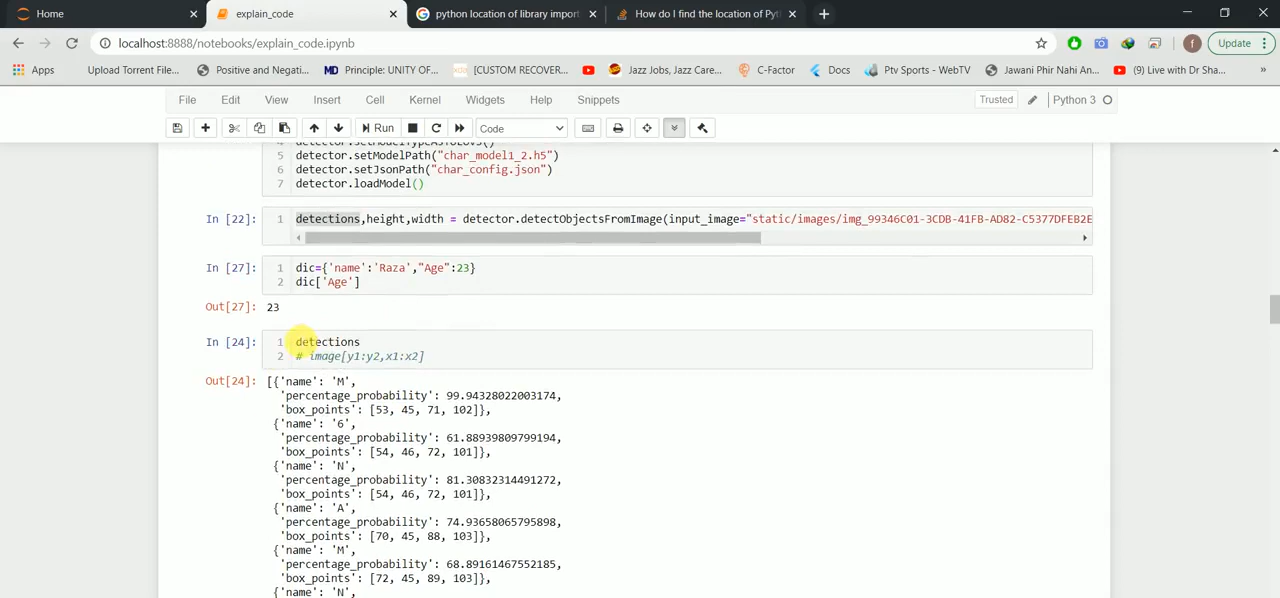 Home
explain_code
python location of library import
How do I find the location of Pyt
localhost:8888/notebooks/explain_code.ipynb
f
Update
Apps
Upload Torrent File...
Positive and Negati...
MD Principle: UNITY OF...
[CUSTOM RECOVER...
Jazz Jobs, Jazz Care...
C-Factor
Docs
Ptv Sports - WebTV
Jawani Phir Nahi An...
(9) Live with Dr Sha...
»
File Edit View Insert Cell Kernel Widgets Help Snippets
Trusted
Python 3
Run
Code
5 detector.setModelPath("char_model1_2.h5")
6 detector.setJsonPath("char_config.json")
7 detector.loadModel()
In [22]:
1 detections,height,width = detector.detectObjectsFromImage(input_image="static/images/img_99346C01-3CDB-41FB-AD82-C5377DFEB2E
In [27]:
1 dic={'name':'Raza',"Age":23}
2 dic['Age']
Out[27]: 23
In [24]:
1 detections
2 # image[y1:y2,x1:x2]
Out[24]: [{'name': 'M',
'percentage_probability': 99.94328022003174,
'box_points': [53, 45, 71, 102]},
{'name': '6',
'percentage_probability': 61.88939809799194,
'box_points': [54, 46, 72, 101]},
{'name': 'N',
'percentage_probability': 81.30832314491272,
'box_points': [54, 46, 72, 101]},
{'name': 'A',
'percentage_probability': 74.93658065795898,
'box_points': [70, 45, 88, 103]},
{'name': 'M',
'percentage_probability': 68.89161467552185,
'box_points': [72, 45, 89, 103]},
{'name': 'N',